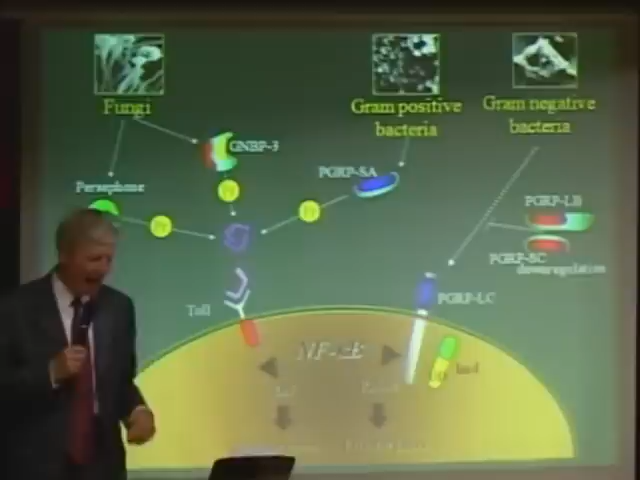 Fungi
Gram positive
bacteria
Gram negative
bacteria
GNBP-3
PGRP-SA
Persephone
PGRP-LB
PGRP-SC
downregulation
Toll
PGRP-LC
NF-κB
Imd